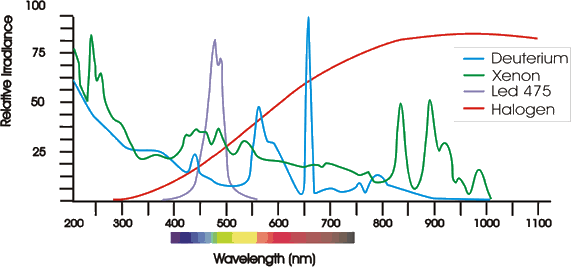 100
75
50
25
Relative Irradiance
Deuterium
Xenon
Led 475
Halogen
200 300 400 500 600 700 800 900 1000 1100
Wavelength (nm)